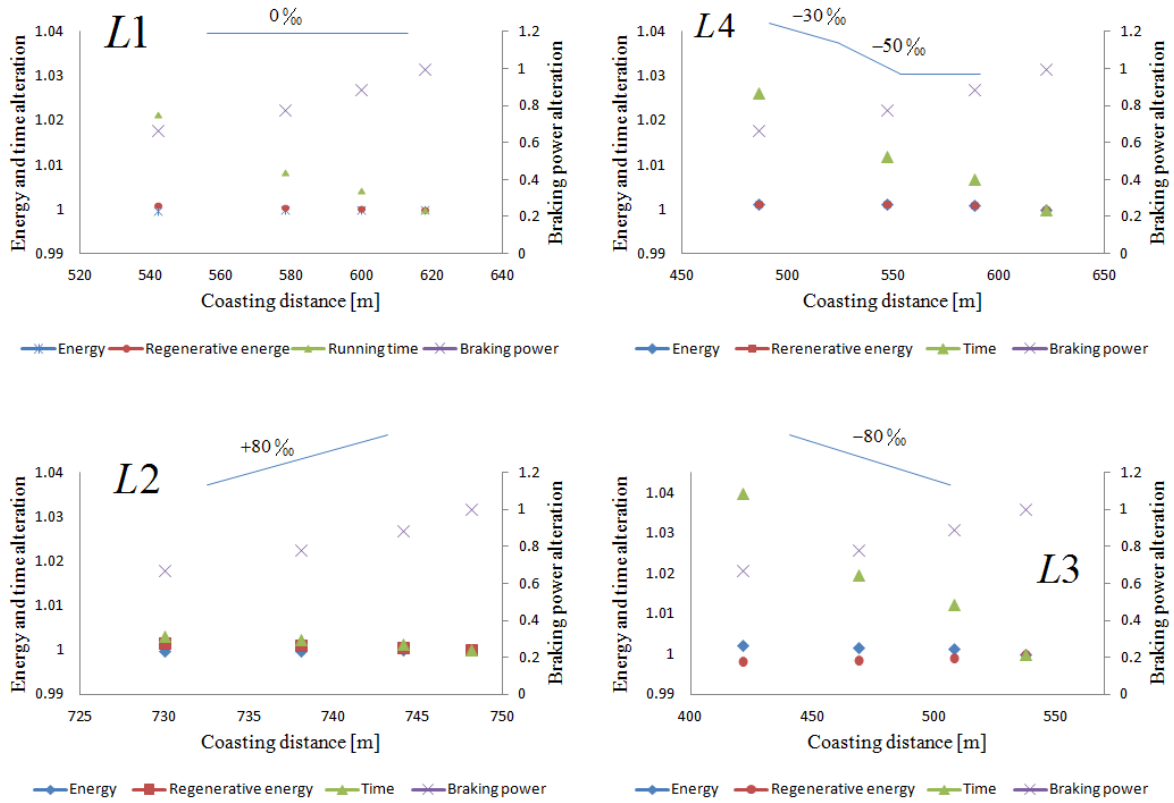 L1
0 ‰
Energy and time alteration
1.04
1.03
1.02
1.01
1
0.99
1.2
1
0.8
0.6
0.4
0.2
0
Braking power alteration
520 540 560 580 600 620 640
Coasting distance [m]
Energy Regenerative energe Running time Braking power
L4
−30 ‰
−50 ‰
Energy and time alteration
1.04
1.03
1.02
1.01
1
0.99
1.2
1
0.8
0.6
0.4
0.2
0
Braking power alteration
450 500 550 600 650
Coasting distance [m]
Energy Rerenerative energy Time Braking power
L2
+80 ‰
Energy and time alteration
1.04
1.03
1.02
1.01
1
0.99
1.2
1
0.8
0.6
0.4
0.2
0
Braking power alteration
725 730 735 740 745 750
Coasting distance [m]
Energy Regenerative energy Time Braking power
L3
−80 ‰
Energy and time alteration
1.04
1.03
1.02
1.01
1
0.99
1.2
1
0.8
0.6
0.4
0.2
0
Braking power alteration
400 450 500 550
Coasting distance [m]
Energy Regenerative energy Time Braking power